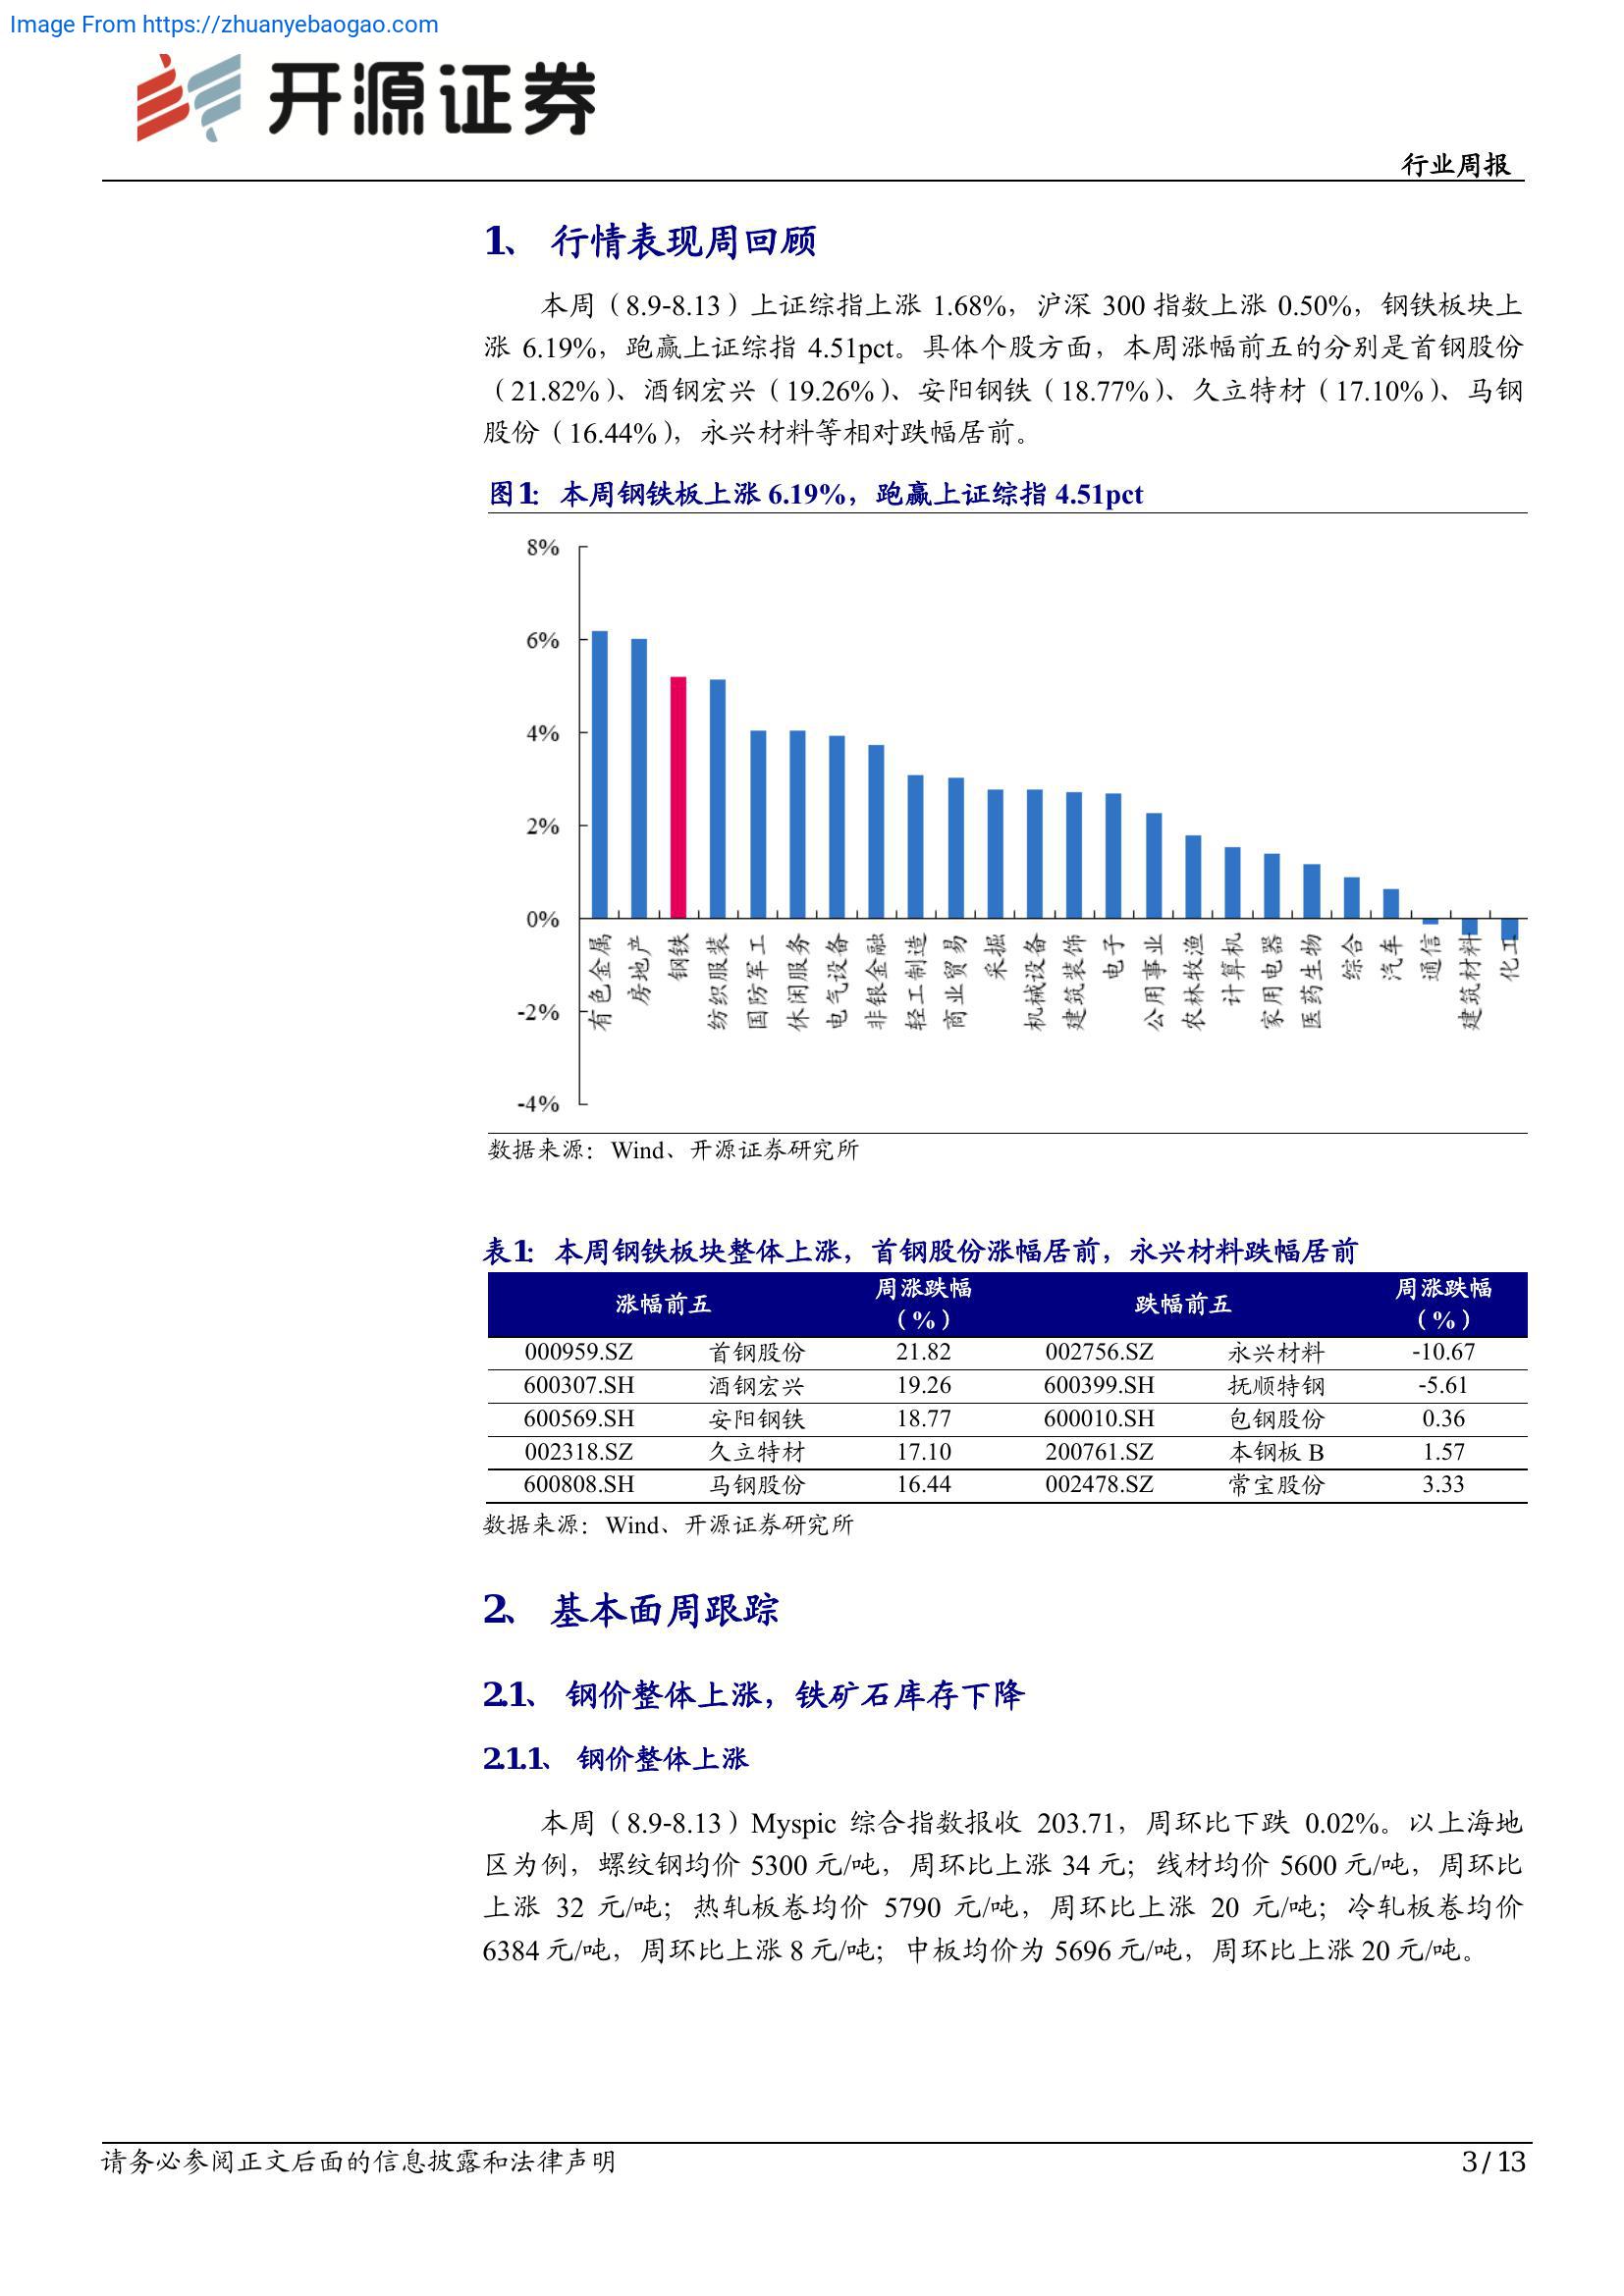 Image From https://zhuanyebaogao.com
开源证券
行业周报
1、 行情表现周回顾
本周（8.9-8.13）上证综指上涨 1.68%，沪深 300 指数上涨 0.50%，钢铁板块上
涨 6.19%，跑赢上证综指 4.51pct。具体个股方面，本周涨幅前五的分别是首钢股份
（21.82%）、酒钢宏兴（19.26%）、安阳钢铁（18.77%）、久立特材（17.10%）、马钢
股份（16.44%），永兴材料等相对跌幅居前。
图1： 本周钢铁板上涨 6.19%，跑赢上证综指 4.51pct
8%
6%
4%
2%
0%
-2%
-4%
有色金属
房地产
钢铁
纺织服装
国防军工
休闲服务
电气设备
非银金融
轻工制造
商业贸易
采掘
机械设备
建筑装饰
电子
公用事业
农林牧渔
计算机
家用电器
医药生物
综合
汽车
通信
建筑材料
化工
数据来源：Wind、开源证券研究所
表1： 本周钢铁板块整体上涨，首钢股份涨幅居前，永兴材料跌幅居前
涨幅前五 周涨跌幅（%） 跌幅前五 周涨跌幅（%）
000959.SZ 首钢股份 21.82 002756.SZ 永兴材料 -10.67
600307.SH 酒钢宏兴 19.26 600399.SH 抚顺特钢 -5.61
600569.SH 安阳钢铁 18.77 600010.SH 包钢股份 0.36
002318.SZ 久立特材 17.10 200761.SZ 本钢板 B 1.57
600808.SH 马钢股份 16.44 002478.SZ 常宝股份 3.33
数据来源：Wind、开源证券研究所
2、 基本面周跟踪
2.1、 钢价整体上涨，铁矿石库存下降
2.1.1、 钢价整体上涨
本周（8.9-8.13）Myspic 综合指数报收 203.71，周环比下跌 0.02%。以上海地
区为例，螺纹钢均价 5300 元/吨，周环比上涨 34 元；线材均价 5600 元/吨，周环比
上涨 32 元/吨；热轧板卷均价 5790 元/吨，周环比上涨 20 元/吨；冷轧板卷均价
6384 元/吨，周环比上涨 8 元/吨；中板均价为 5696 元/吨，周环比上涨 20 元/吨。
请务必参阅正文后面的信息披露和法律声明
3 / 13